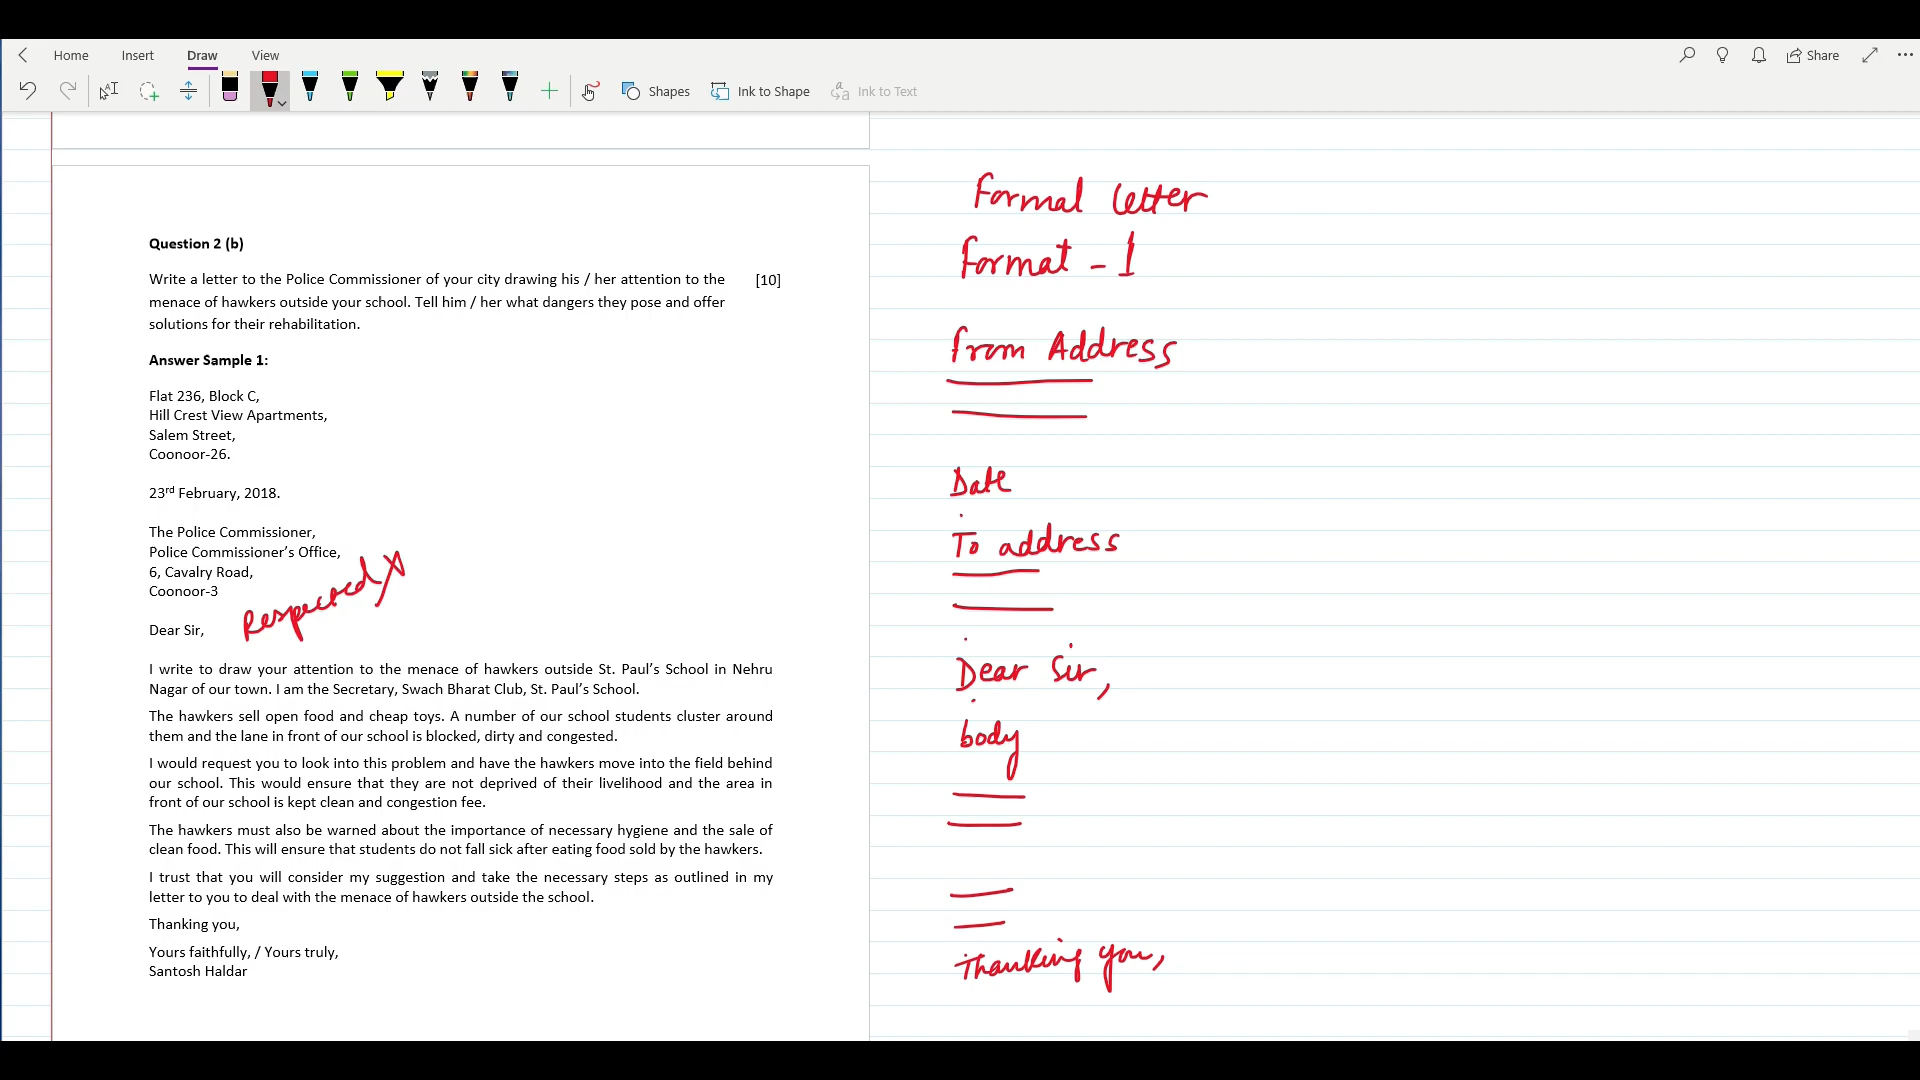 Home Insert Draw View Share
Shapes Ink to Shape Ink to Text
Question 2 (b)
Write a letter to the Police Commissioner of your city drawing his / her attention to the [10]
menace of hawkers outside your school. Tell him / her what dangers they pose and offer
solutions for their rehabilitation.
Answer Sample 1:
Flat 236, Block C,
Hill Crest View Apartments,
Salem Street,
Coonoor-26.
23rd February, 2018.
The Police Commissioner,
Police Commissioner's Office,
6, Cavalry Road,
Coonoor-3
Respected X
Dear Sir,
I write to draw your attention to the menace of hawkers outside St. Paul's School in Nehru
Nagar of our town. I am the Secretary, Swach Bharat Club, St. Paul's School.
The hawkers sell open food and cheap toys. A number of our school students cluster around
them and the lane in front of our school is blocked, dirty and congested.
I would request you to look into this problem and have the hawkers move into the field behind
our school. This would ensure that they are not deprived of their livelihood and the area in
front of our school is kept clean and congestion fee.
The hawkers must also be warned about the importance of necessary hygiene and the sale of
clean food. This will ensure that students do not fall sick after eating food sold by the hawkers.
I trust that you will consider my suggestion and take the necessary steps as outlined in my
letter to you to deal with the menace of hawkers outside the school.
Thanking you,
Yours faithfully, / Yours truly,
Santosh Haldar
Formal letter
Format - 1
From Address
Date
To address
Dear Sir,
body
Thanking you,